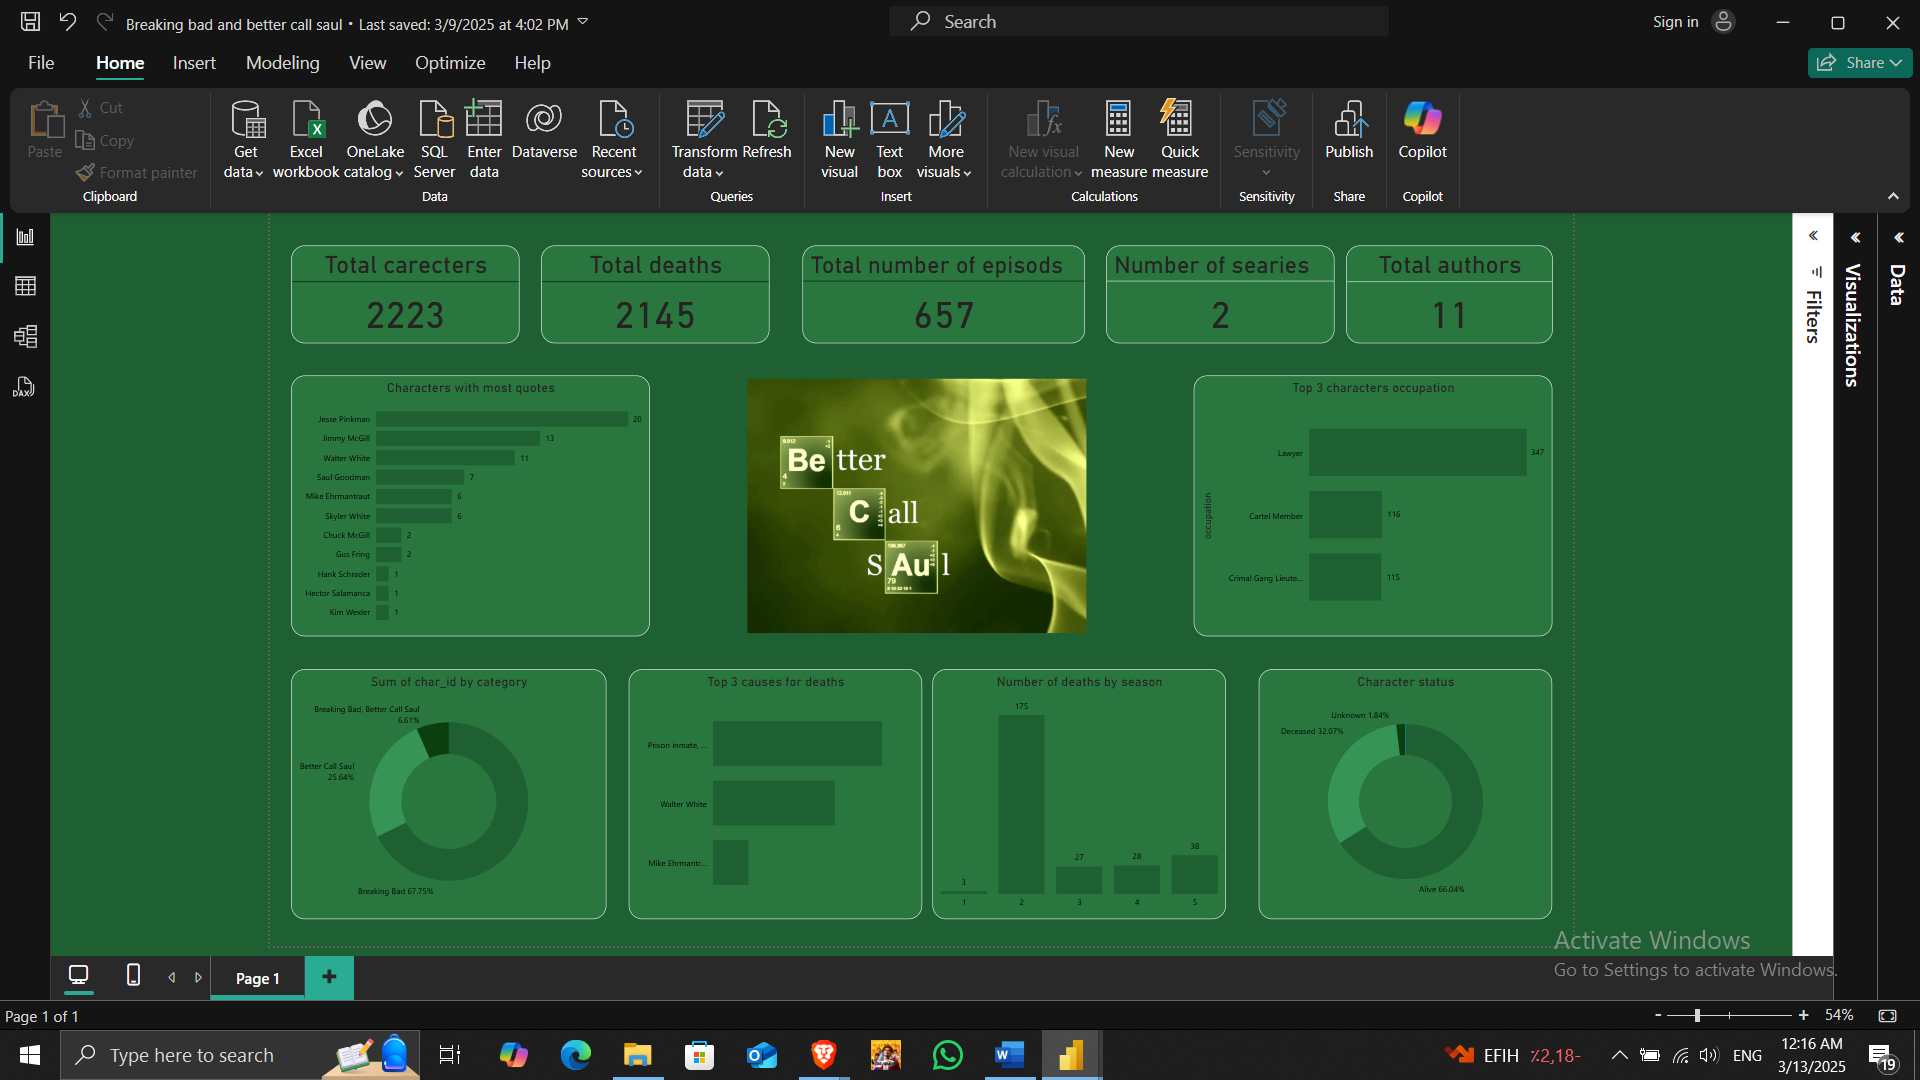 Breaking bad and better call saul • Last saved: 3/9/2025 at 4:02 PM
Search
Sign in
File
Home
Insert
Modeling
View
Optimize
Help
Share
Paste
Cut
Copy
Format painter
Clipboard
Get data
Excel workbook
OneLake catalog
SQL Server
Enter data
Dataverse
Recent sources
Data
Transform data
Refresh
Queries
New visual
Text box
More visuals
Insert
New visual calculation
New measure
Quick measure
Calculations
Sensitivity
Sensitivity
Publish
Share
Copilot
Copilot
DAX
Total carecters
2223
Total deaths
2145
Total number of episods
657
Number of searies
2
Total authors
11
Characters with most quotes
Jesse Pinkman 20
Jimmy McGill 13
Walter White 11
Saul Goodman 7
Mike Ehrmantraut 6
Skyler White 6
Chuck McGill 2
Gus Fring 2
Hank Schrader 1
Hector Salamanca 1
Kim Wexler 1
Better
Call
SAul
Top 3 characters occupation
occupation
Lawyer 347
Cartel Member 116
Crimal Gang Lieute... 115
Sum of char_id by category
Breaking Bad, Better Call Saul
6.61%
Better Call Saul
25.64%
Breaking Bad 67.75%
Top 3 causes for deaths
Prison inmate, ...
Walter White
Mike Ehrmantr...
Number of deaths by season
175
38
28
27
3
1 2 3 4 5
Character status
Unknown 1.84%
Deceased 32.07%
Alive 66.04%
Filters
Visualizations
Data
Activate Windows
Go to Settings to activate Windows.
Page 1
Page 1 of 1
- + 54%
Type here to search
EFIH ٪2,18-
ENG
12:16 AM
3/13/2025
19